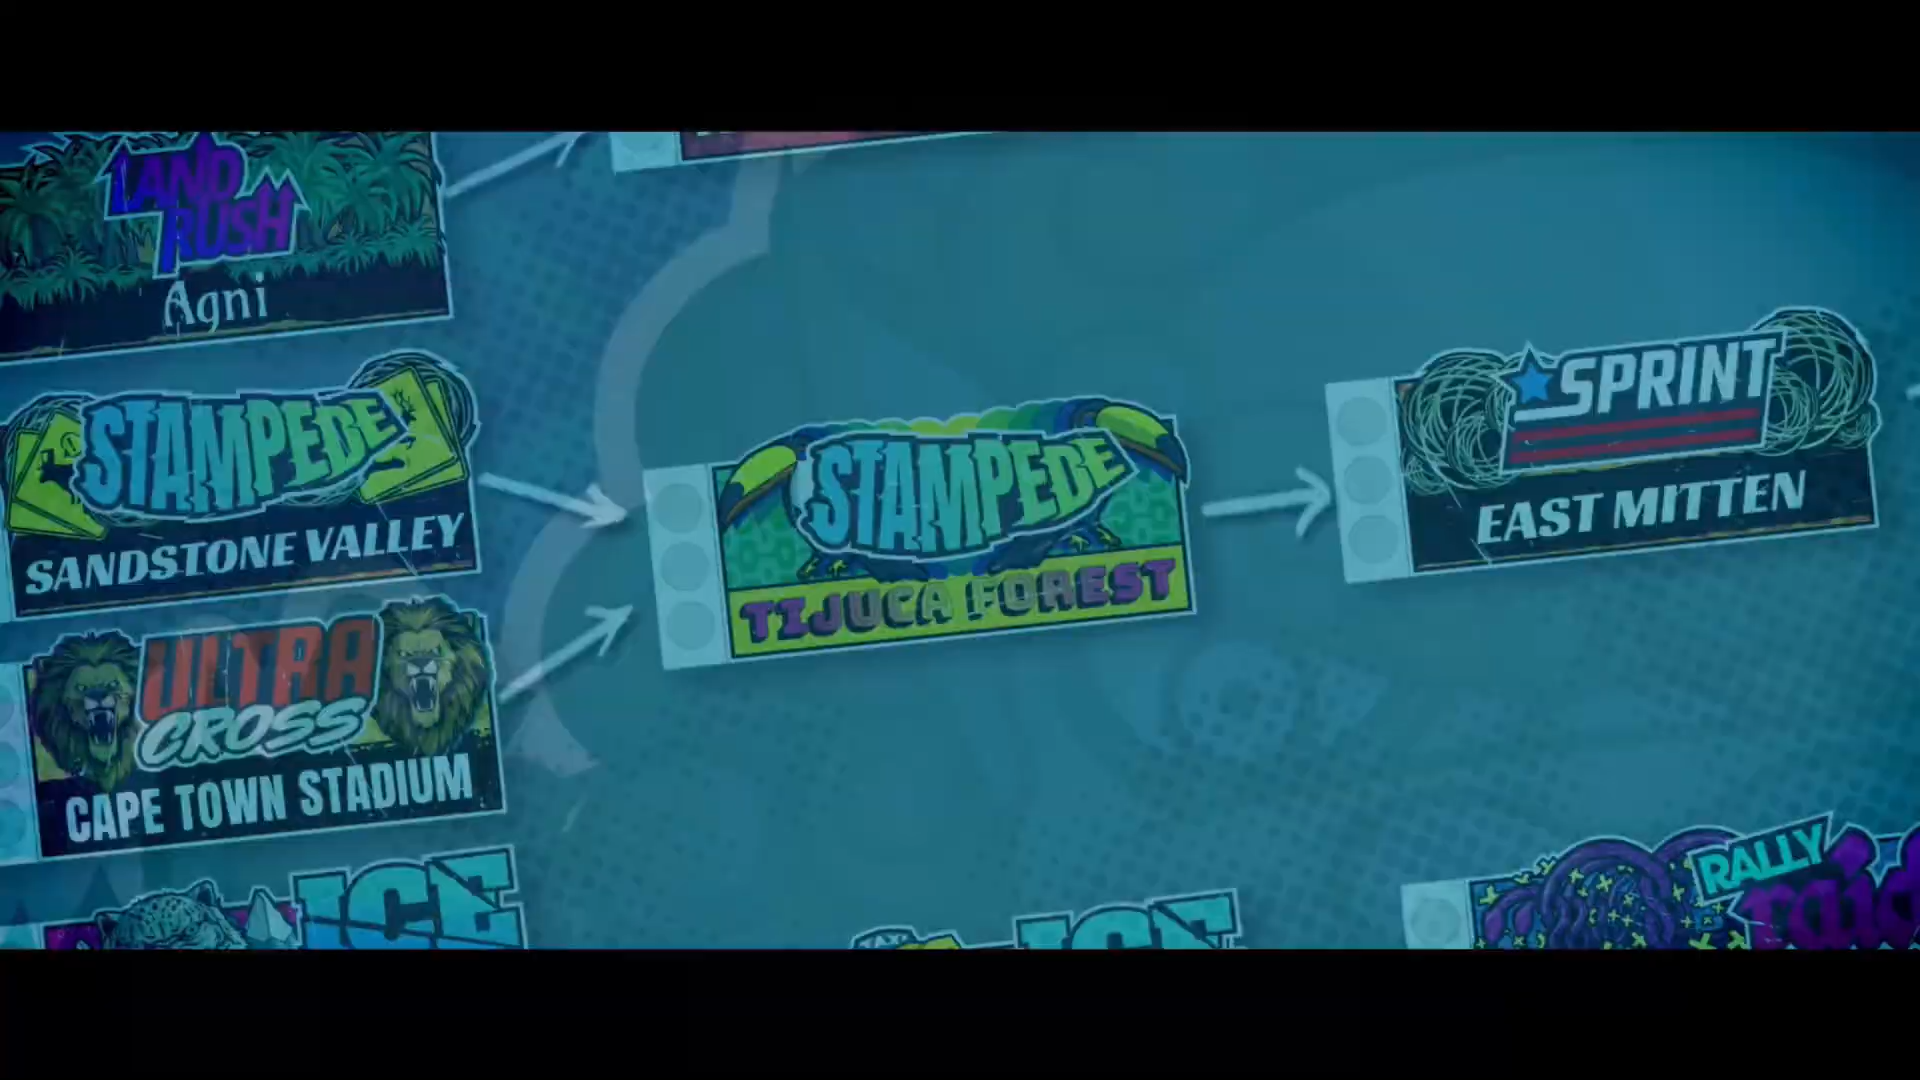 LAND
RUSH
Agni
STAMPEDE
SANDSTONE VALLEY
ULTRA
CROSS
CAPE TOWN STADIUM
ICE
STAMPEDE
TIJUCA FOREST
ICE
SPRINT
EAST MITTEN
RALLY
raid